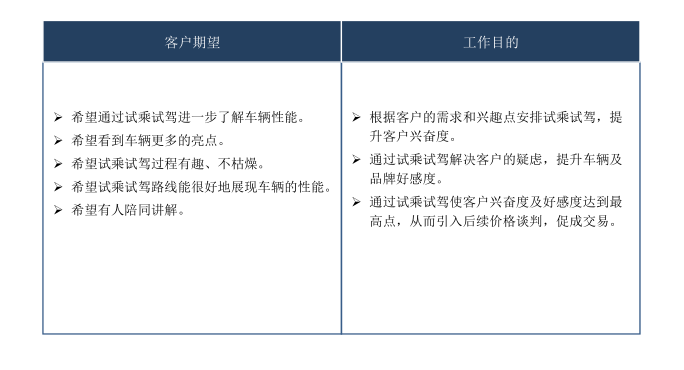 客户期望
工作目的
➢ 希望通过试乘试驾进一步了解车辆性能。
➢ 希望看到车辆更多的亮点。
➢ 希望试乘试驾过程有趣、不枯燥。
➢ 希望试乘试驾路线能很好地展现车辆的性能。
➢ 希望有人陪同讲解。
➢ 根据客户的需求和兴趣点安排试乘试驾，提
升客户兴奋度。
➢ 通过试乘试驾解决客户的疑虑，提升车辆及
品牌好感度。
➢ 通过试乘试驾使客户兴奋度及好感度达到最
高点，从而引入后续价格谈判，促成交易。